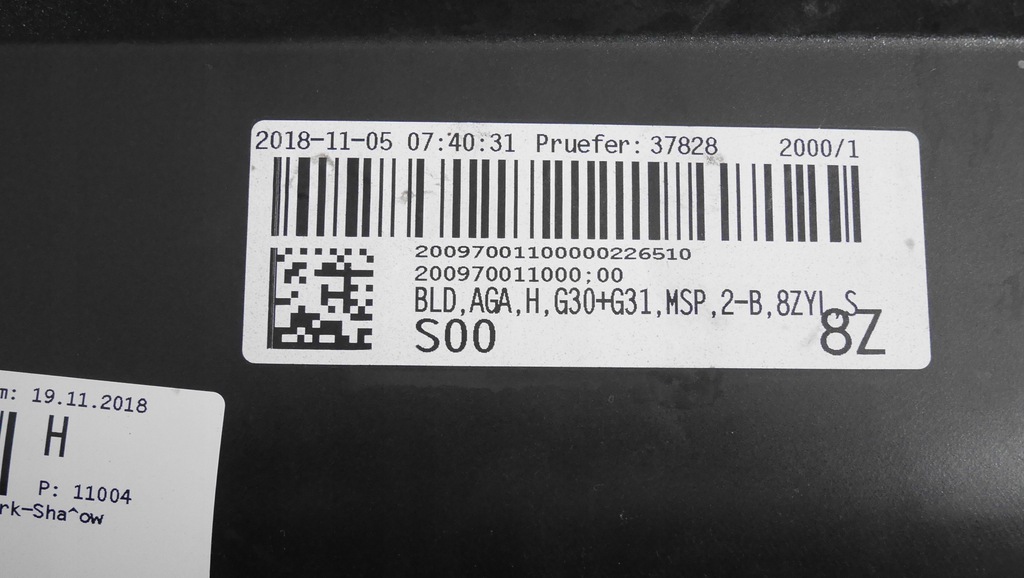 2018-11-05 07:40:31 Pruefer: 37828 2000/1
20097001100000226510
200970011000;00
BLD,AGA,H,G30+G31,MSP,2-B,8ZYL,S
S00 8Z
m: 19.11.2018
H
P: 11004
rk-Sha^ow